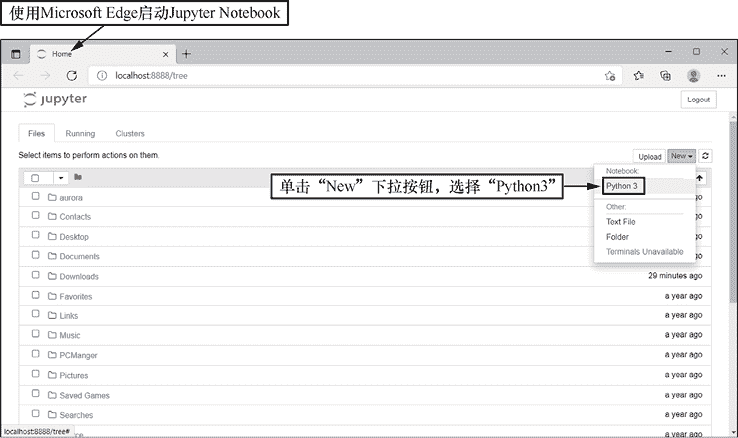 使用Microsoft Edge启动Jupyter Notebook
Home
localhost:8888/tree
jupyter
Logout
Files Running Clusters
Select items to perform actions on them.
Upload New
Notebook:
Python 3
Other:
Text File
Folder
Terminals Unavailable
单击“New”下拉按钮，选择“Python3”
aurora
ago
Contacts
ago
Desktop
ago
Documents
ago
Downloads
29 minutes ago
Favorites
a year ago
Links
a year ago
Music
a year ago
PCManger
a year ago
Pictures
a year ago
Saved Games
a year ago
Searches
a year ago
localhost:8888/tree#
a year ago